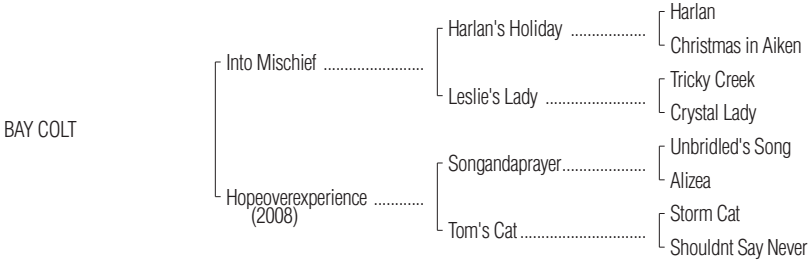 Harlan
Harlan's Holiday ..................
Christmas in Aiken
Into Mischief ........................
Tricky Creek
Leslie's Lady ........................
Crystal Lady
BAY COLT
Unbridled's Song
Songandaprayer....................
Alizea
Hopeoverexperience ............
(2008)
Storm Cat
Tom's Cat..............................
Shouldnt Say Never